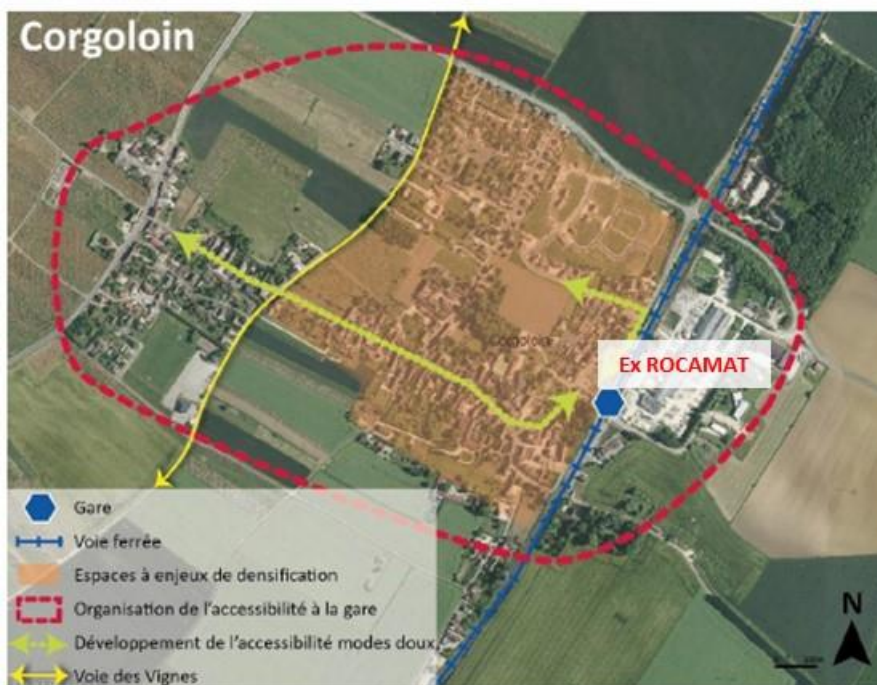 Corgoloin
Corgoloin
Ex ROCAMAT
Gare
Voie ferrée
Espaces à enjeux de densification
Organisation de l'accessibilité à la gare
Développement de l'accessibilité modes doux
Voie des Vignes
N